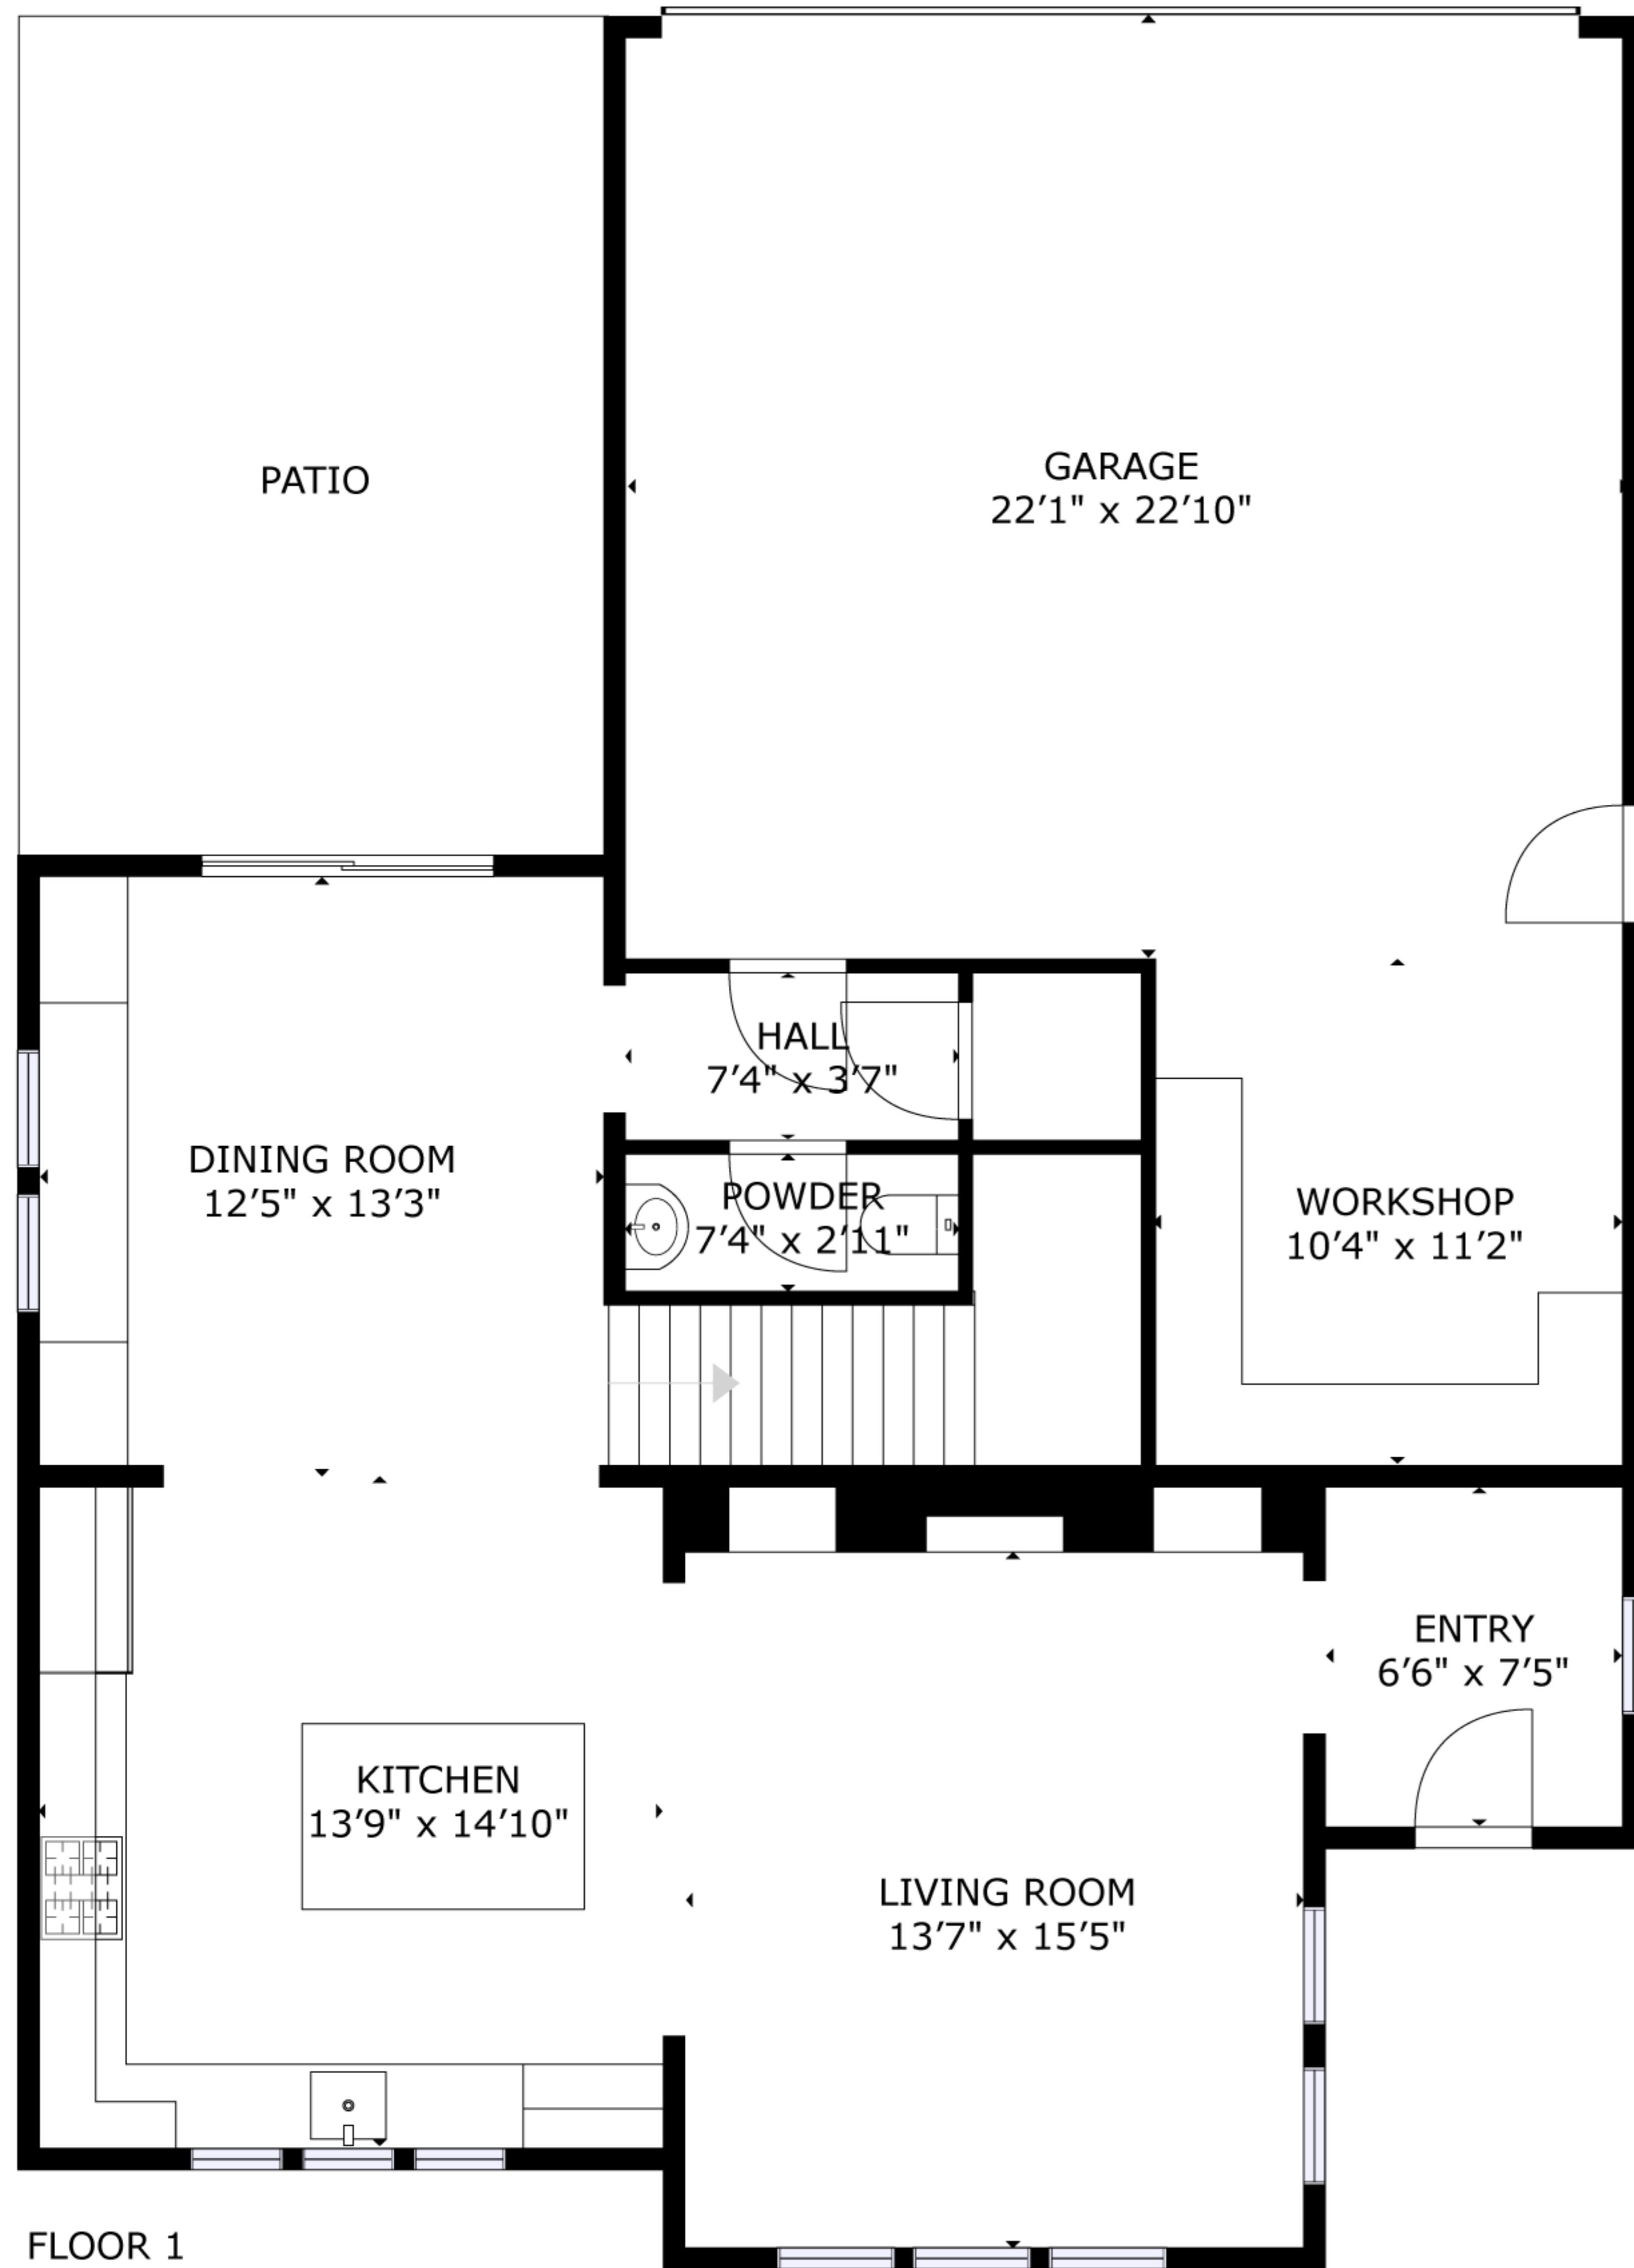 PATIO
GARAGE
22'1" x 22'10"
HALL
7'4" x 3'7"
DINING ROOM
12'5" x 13'3"
POWDER
7'4" x 2'11"
WORKSHOP
10'4" x 11'2"
ENTRY
6'6" x 7'5"
KITCHEN
13'9" x 14'10"
LIVING ROOM
13'7" x 15'5"
FLOOR 1